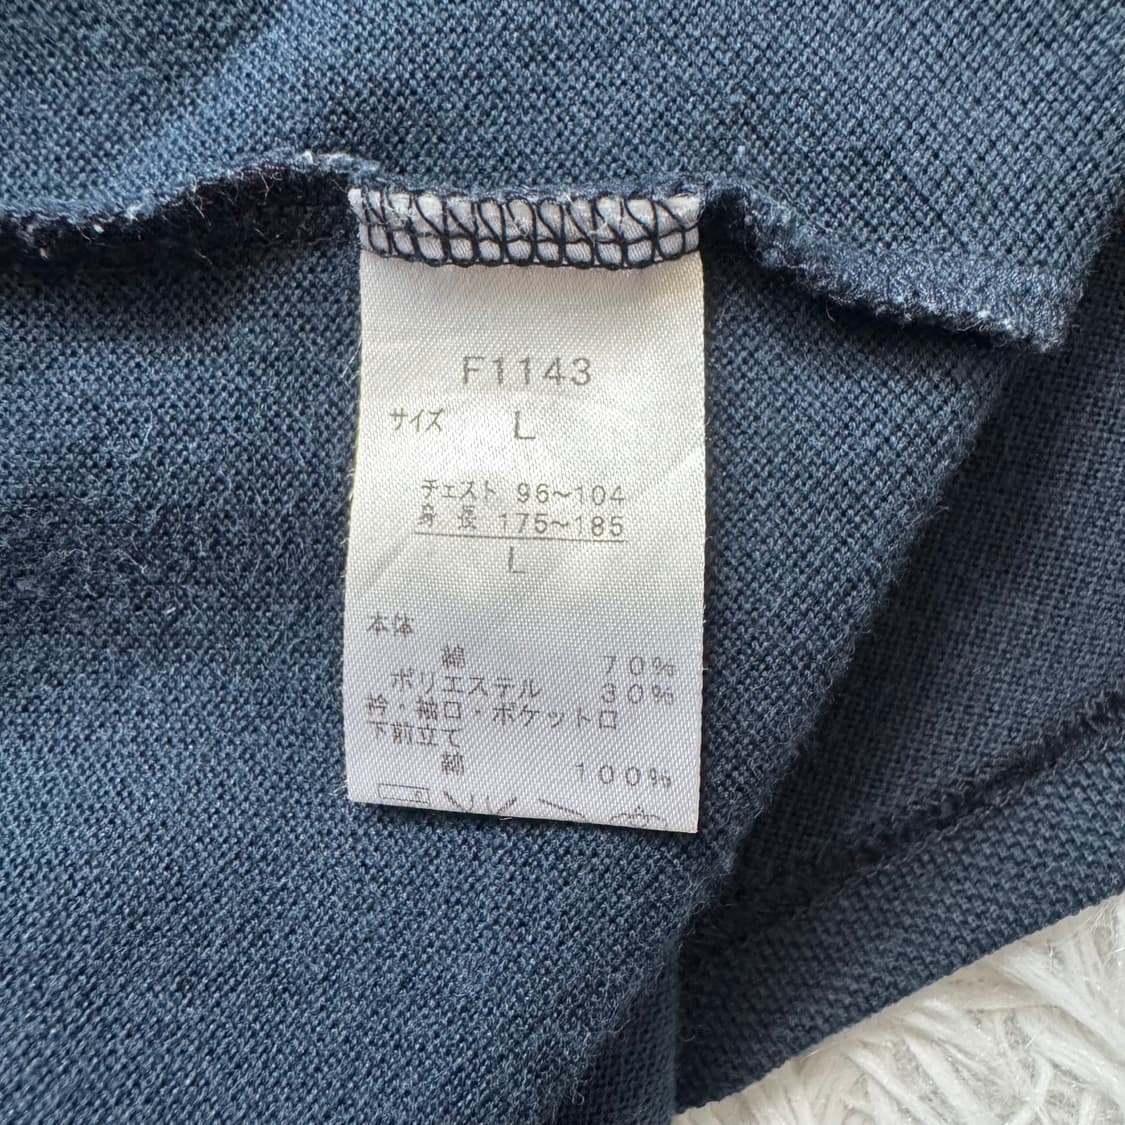 F1143
サイズ L
チェスト 96~104
身 長 175~185
L
本体
綿 70%
ポリエステル 30%
衿・袖口・ポケット口
下前立て
綿 100%